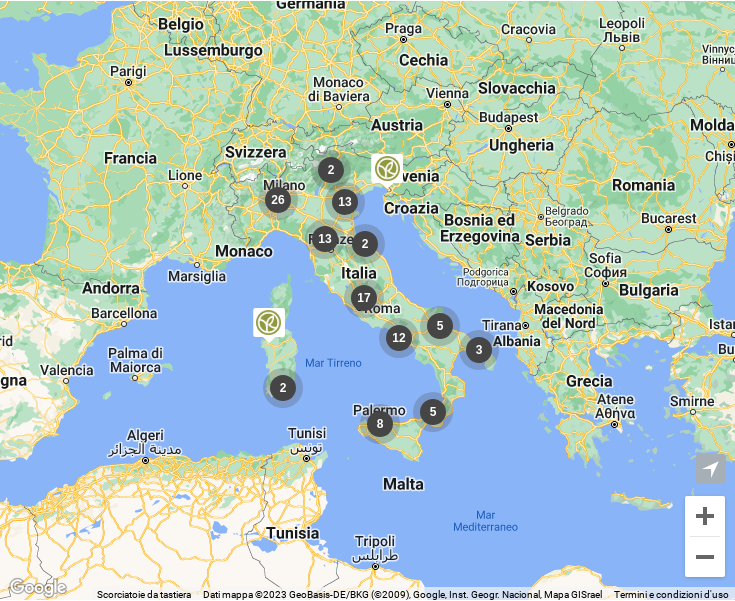 Germania
Belgio
Praga
Cracovia
Leopoli
Львів
Lussemburgo
Cechia
Vinnyc
Вінниц
Parigi
Monaco
di Baviera
Vienna
Slovacchia
Budapest
Austria
Ungheria
Molda
Chiși
Francia
Svizzera
Lione
Milano
2
venia
Romania
26
13
Croazia
Belgrado
Београд
Bucarest
Bosnia ed
Erzegovina
Serbia
13
2
Monaco
Marsiglia
Italia
Podgorica
Подгорица
Sofia
София
Kosovo
Bulgaria
Andorra
Barcellona
17
Roma
Macedonia
del Nord
5
Tirana
Istan
12
Albania
3
rid
Palma di
Maiorca
Mar Tirreno
Valencia
gna
2
Grecia
Palermo
8
5
Atene
Αθήνα
Smirne
Algeri
مدينة الجزائر
Tunisi
تونس
Malta
Mar
Mediterraneo
Tunisia
Tripoli
طرابلس
Google
Scorciatoie da tastiera Dati mappa ©2023 GeoBasis-DE/BKG (©2009), Google, Inst. Geogr. Nacional, Mapa GISrael Termini e condizioni d'uso